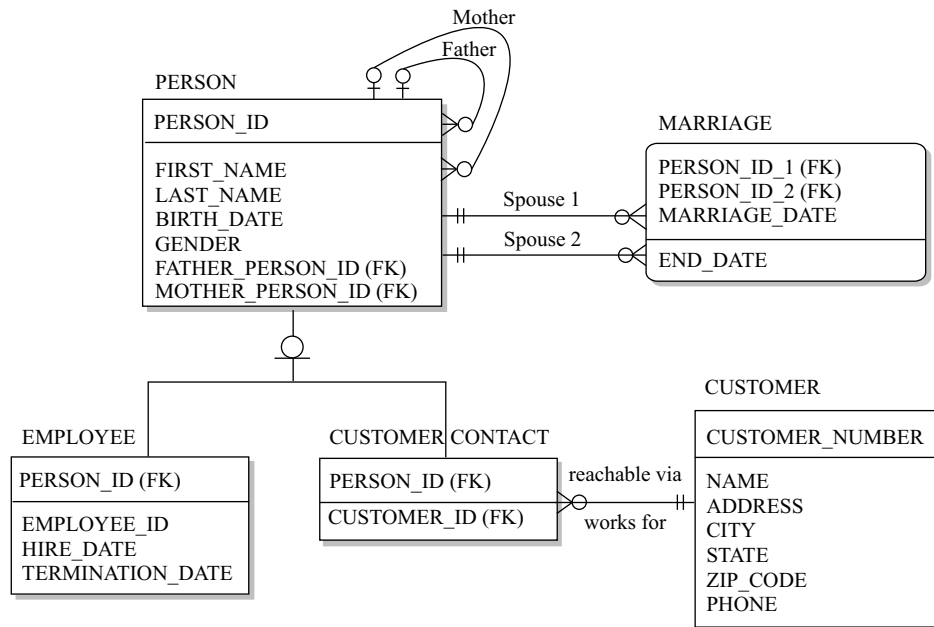 Mother
Father
PERSON
PERSON_ID
FIRST_NAME
LAST_NAME
BIRTH_DATE
GENDER
FATHER_PERSON_ID (FK)
MOTHER_PERSON_ID (FK)
Spouse 1
Spouse 2
MARRIAGE
PERSON_ID_1 (FK)
PERSON_ID_2 (FK)
MARRIAGE_DATE
END_DATE
EMPLOYEE
PERSON_ID (FK)
EMPLOYEE_ID
HIRE_DATE
TERMINATION_DATE
CUSTOMER CONTACT
PERSON_ID (FK)
CUSTOMER_ID (FK)
reachable via
works for
CUSTOMER
CUSTOMER_NUMBER
NAME
ADDRESS
CITY
STATE
ZIP_CODE
PHONE